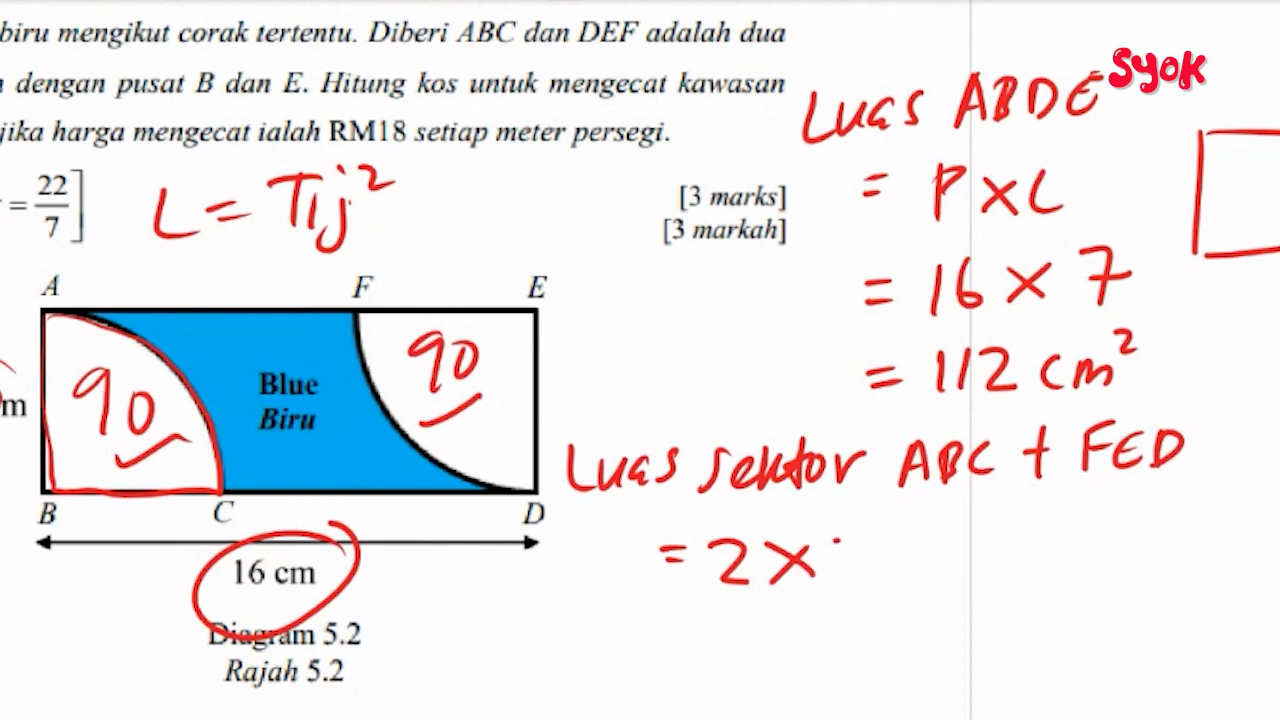 biru mengikut corak tertentu. Diberi ABC dan DEF adalah dua
dengan pusat B dan E. Hitung kos untuk mengecat kawasan
jika harga mengecat ialah RM18 setiap meter persegi.
= 22/7]
L = πj²
[3 marks]
[3 markah]
A F E
90
90
Blue
Biru
m
B C D
16 cm
Diagram 5.2
Rajah 5.2
syok
Luas ABDE
= P × L
= 16 × 7
= 112 cm²
Luas sektor ABC + FED
= 2 ×